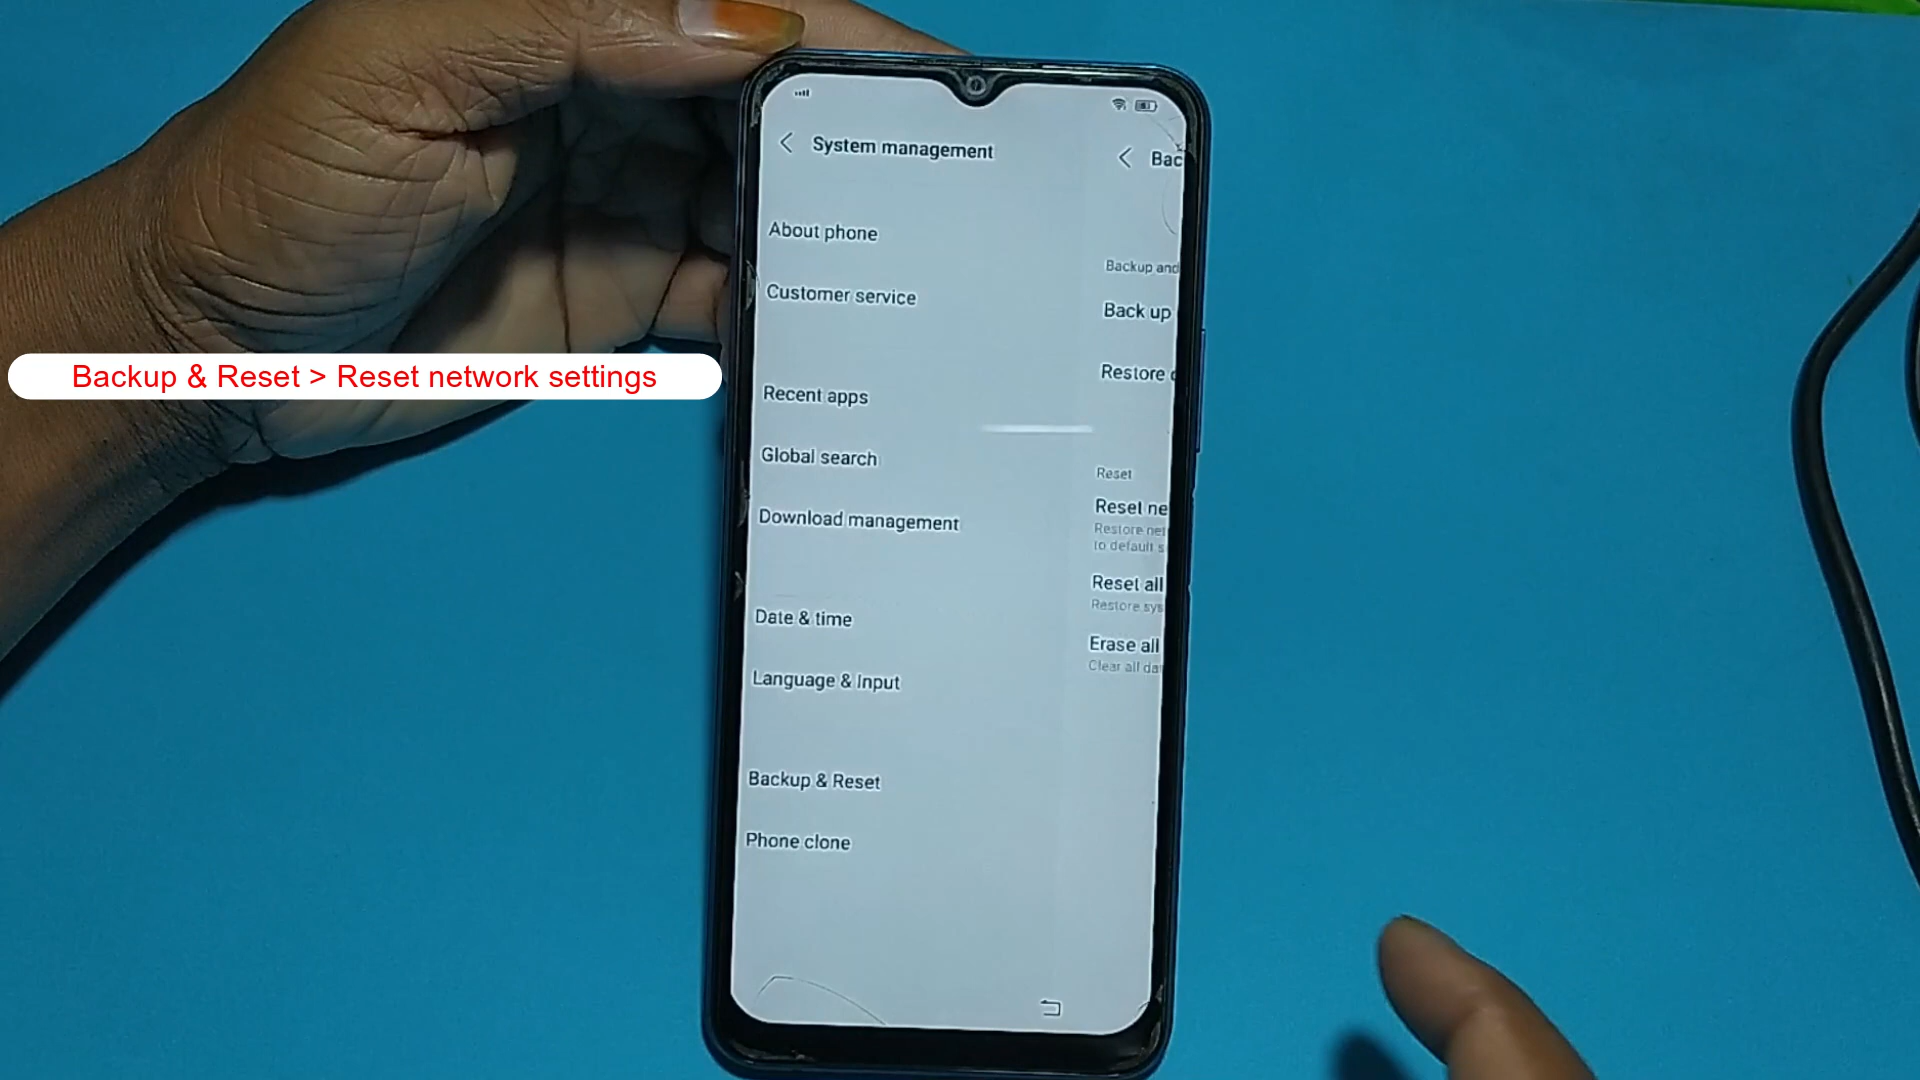 System management
About phone
Customer service
Recent apps
Global search
Download management
Date & time
Language & Input
Backup & Reset
Phone clone
Bac
Backup and
Back up
Restore
Reset
Reset ne
Restore net
to default s
Reset all
Restore sys
Erase all
Clear all da
Backup & Reset > Reset network settings